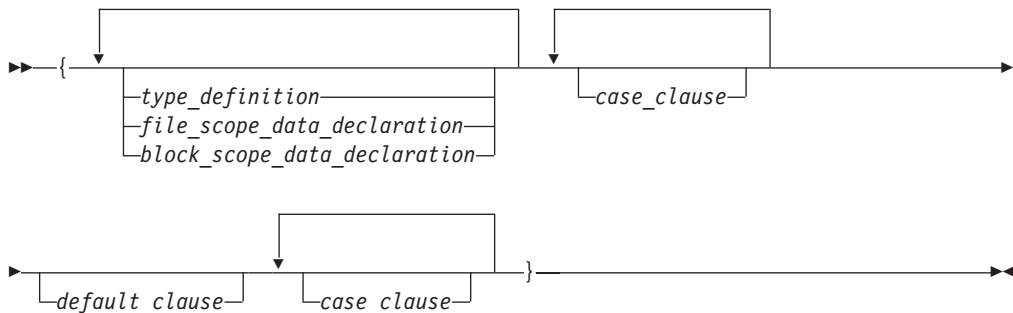 {
type_definition
file_scope_data_declaration
block_scope_data_declaration
case_clause
default clause
case clause
}